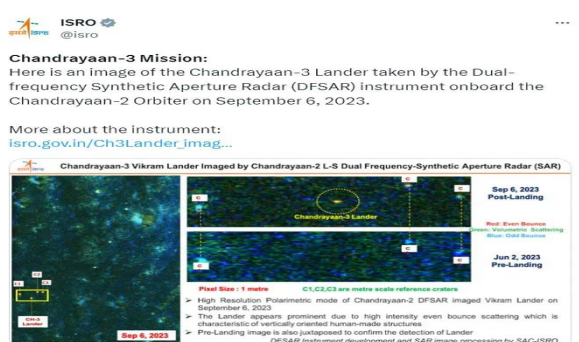 ISRO
@isro
Chandrayaan-3 Mission:
Here is an image of the Chandrayaan-3 Lander taken by the Dual-
frequency Synthetic Aperture Radar (DFSAR) instrument onboard the
Chandrayaan-2 Orbiter on September 6, 2023.
More about the instrument:
isro.gov.in/Ch3Lander_imag...
Chandrayaan-3 Vikram Lander Imaged by Chandrayaan-2 L-S Dual Frequency-Synthetic Aperture Radar (SAR)
C
C
C
Chandrayaan-3 Lander
Sep 6, 2023
Post-Landing
Red: Even Bounce
Green: Volumetric Scattering
Blue: Odd Bounce
C
C
C
Jun 2, 2023
Pre-Landing
C2
C1
C3
CH-3
Lander
Sep 6, 2023
Pixel Size : 1 metre
C1,C2,C3 are metre scale reference craters
➤ High Resolution Polarimetric mode of Chandrayaan-2 DFSAR imaged Vikram Lander on
September 6, 2023
➤ The Lander appears prominent due to high intensity even bounce scattering which is
characteristic of vertically oriented human-made structures
➤ Pre-Landing image is also juxtaposed to confirm the detection of Lander
DFSAR Instrument development and SAR image processing by SAC-ISRO